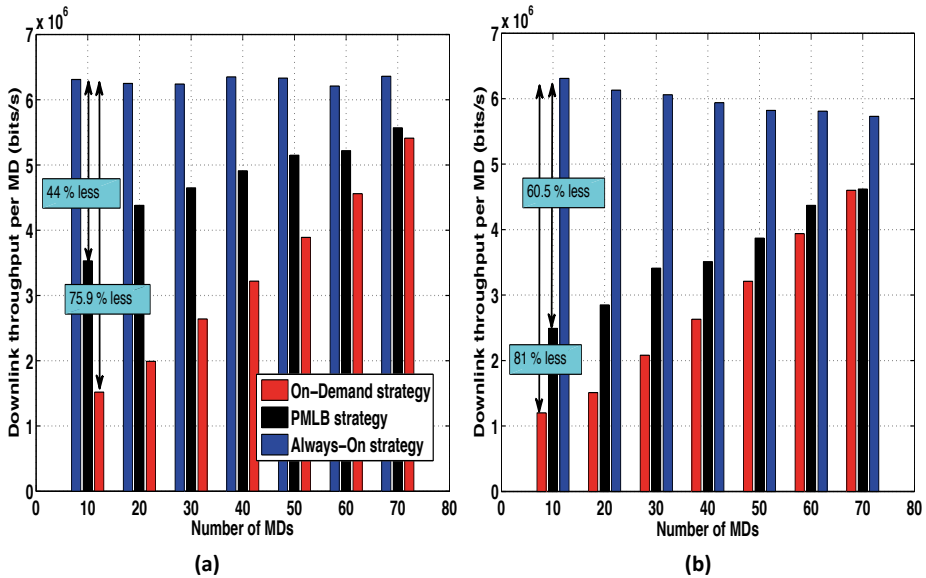 7 x 10^6
Downlink throughput per MD (bits/s)
7
6
5
4
3
2
1
0
44 % less
75.9 % less
On-Demand strategy
PMLB strategy
Always-On strategy
0 10 20 30 40 50 60 70 80
Number of MDs
(a)
x 10^6
Downlink throughput per MD (bits/s)
7
6
5
4
3
2
1
0
60.5 % less
81 % less
0 10 20 30 40 50 60 70 80
Number of MDs
(b)